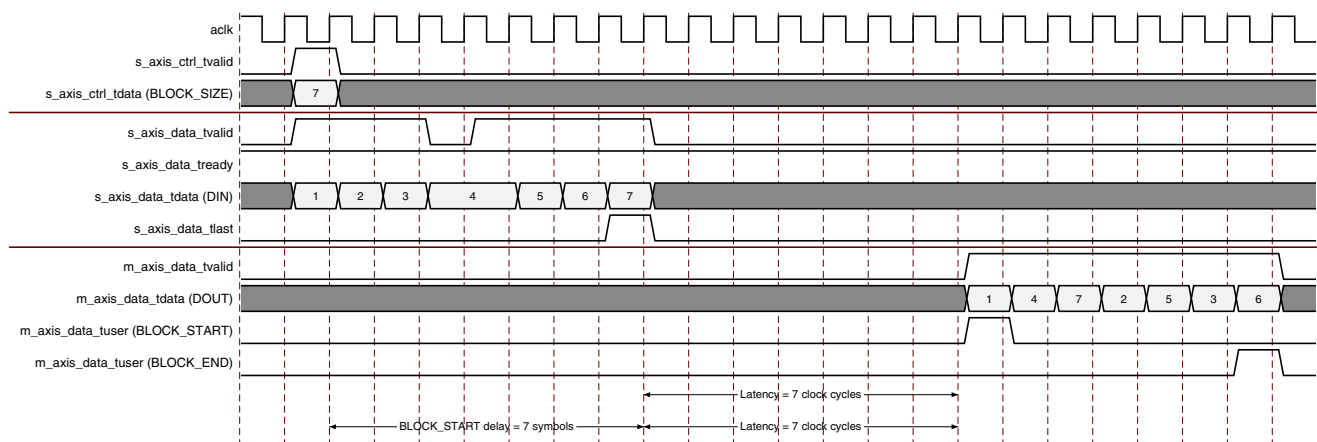 aclk
s_axis_ctrl_tvalid
s_axis_ctrl_tdata (BLOCK_SIZE) 7
s_axis_data_tvalid
s_axis_data_tready
s_axis_data_tdata (DIN) 1 2 3 4 5 6 7
s_axis_data_tlast
m_axis_data_tvalid
m_axis_data_tdata (DOUT) 1 4 7 2 5 3 6
m_axis_data_tuser (BLOCK_START)
m_axis_data_tuser (BLOCK_END)
Latency = 7 clock cycles
BLOCK_START delay = 7 symbols Latency = 7 clock cycles